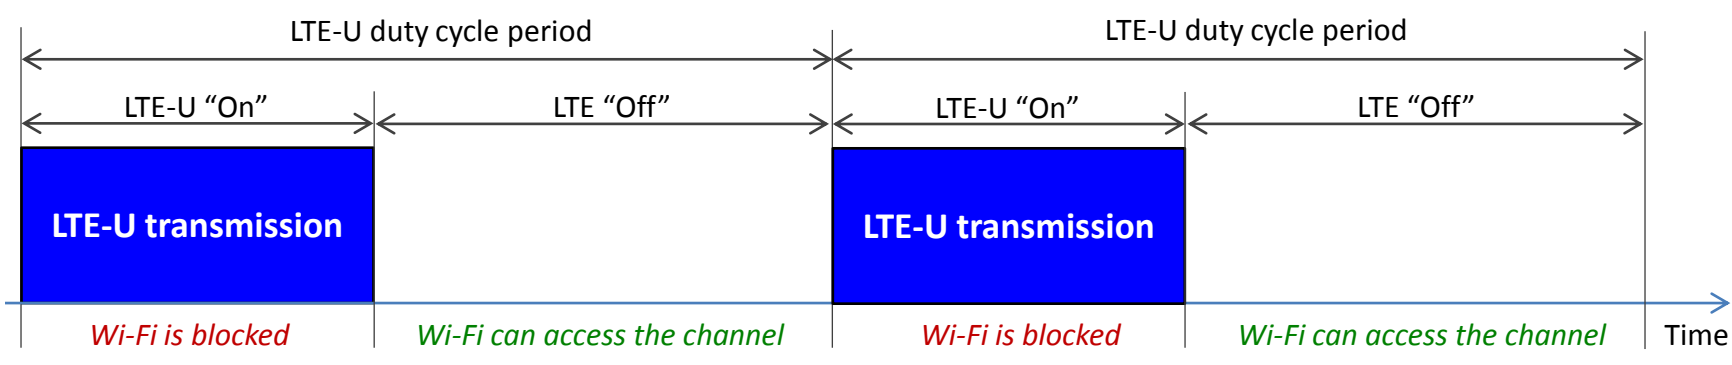 LTE-U duty cycle period
LTE-U duty cycle period
LTE-U “On”
LTE “Off”
LTE-U “On”
LTE “Off”
LTE-U transmission
LTE-U transmission
Wi-Fi is blocked
Wi-Fi can access the channel
Wi-Fi is blocked
Wi-Fi can access the channel
Time